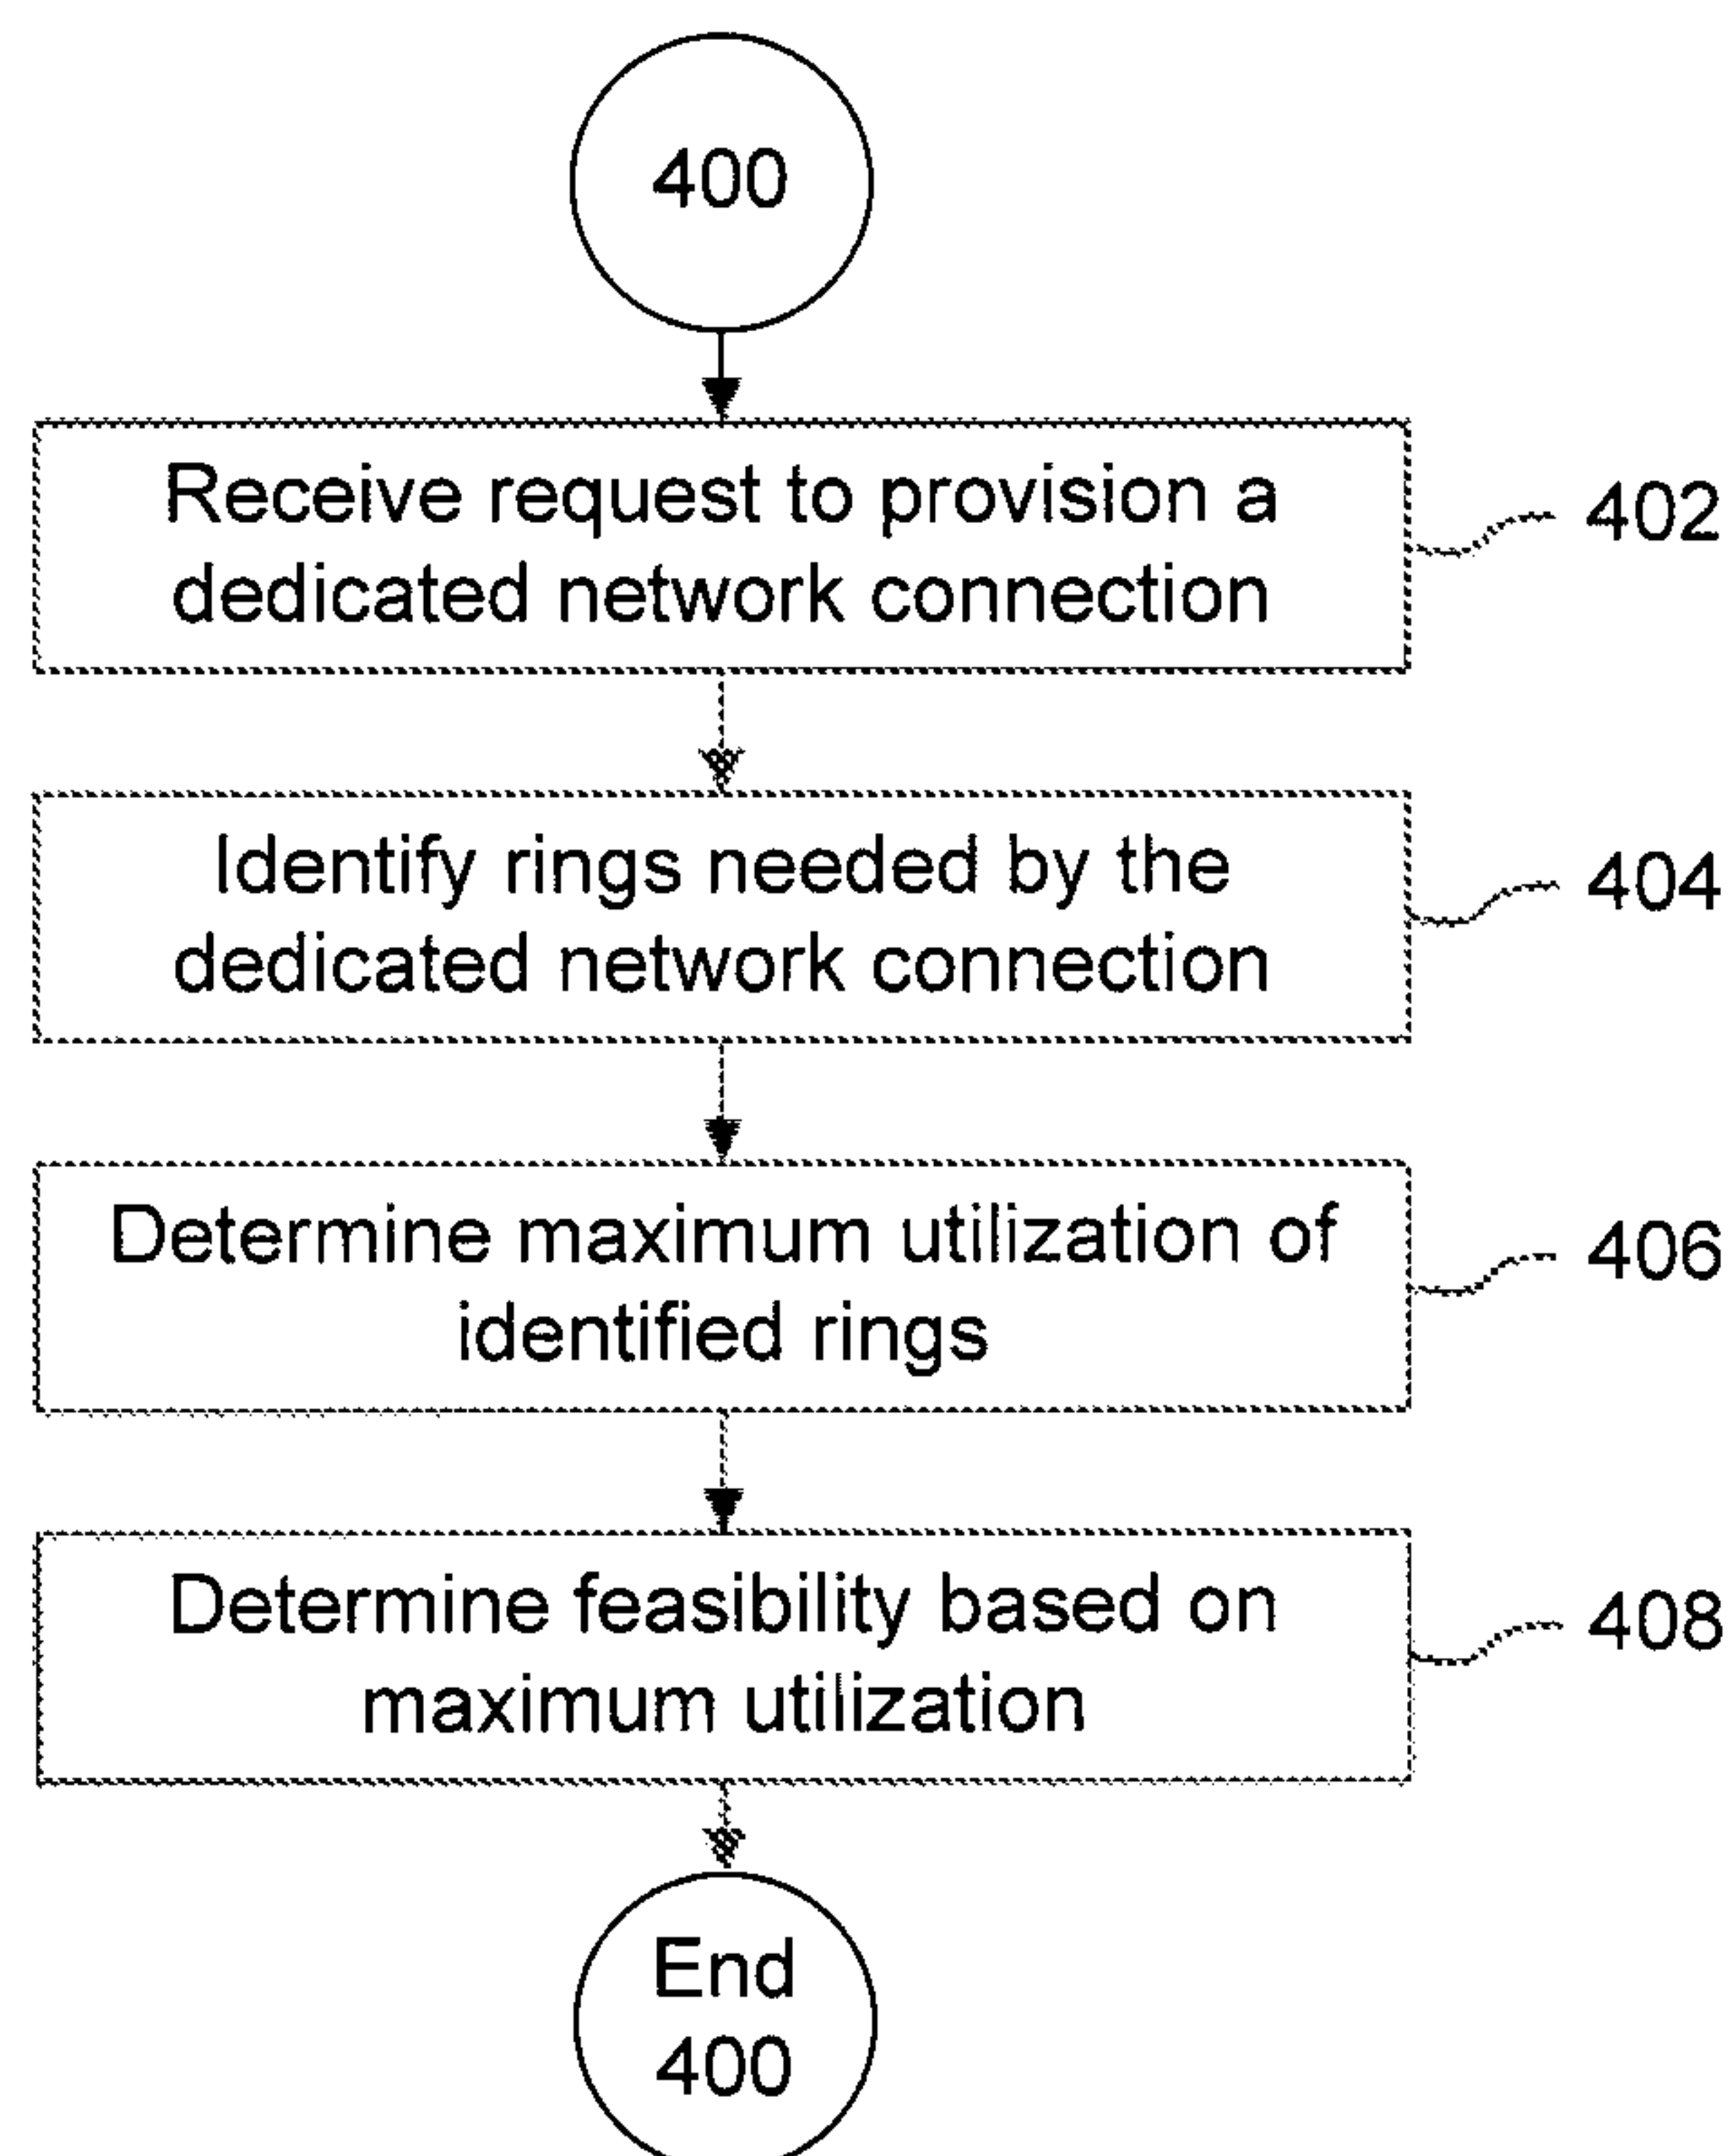 400
Receive request to provision a
dedicated network connection
402
Identify rings needed by the
dedicated network connection
404
Determine maximum utilization of
identified rings
406
Determine feasibility based on
maximum utilization
408
End
400